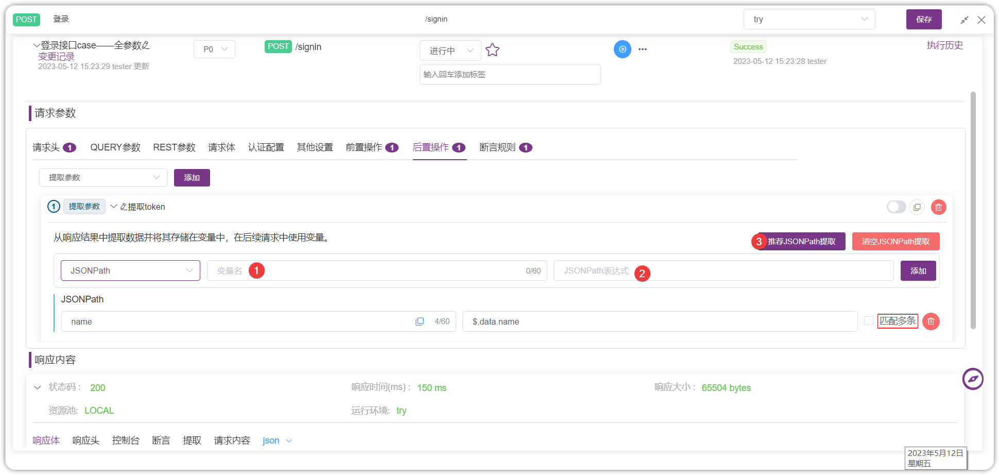 POST 登录 /signin try 保存
登录接口case——全参数 P0 POST /signin 进行中 Success 执行历史
变更记录
2023-05-12 15:23:29 tester 更新 2023-05-12 15:23:28 tester
输入回车添加标签
请求参数
请求头 1 QUERY参数 REST参数 请求体 认证配置 其他设置 前置操作 1 后置操作 1 断言规则 1
提取参数 添加
1 提取参数 提取token
从响应结果中提取数据并将其存储在变量中，在后续请求中使用变量。
3 推荐JSONPath提取 清空JSONPath提取
JSONPath 变量名 1 0/60 JSONPath表达式 2 添加
JSONPath
name 4/60 $.data.name 匹配多条
响应内容
状态码： 200 响应时间(ms)： 150 ms 响应大小： 65504 bytes
资源池: LOCAL 运行环境: try
响应体 响应头 控制台 断言 提取 请求内容 json
2023年5月12日
星期五